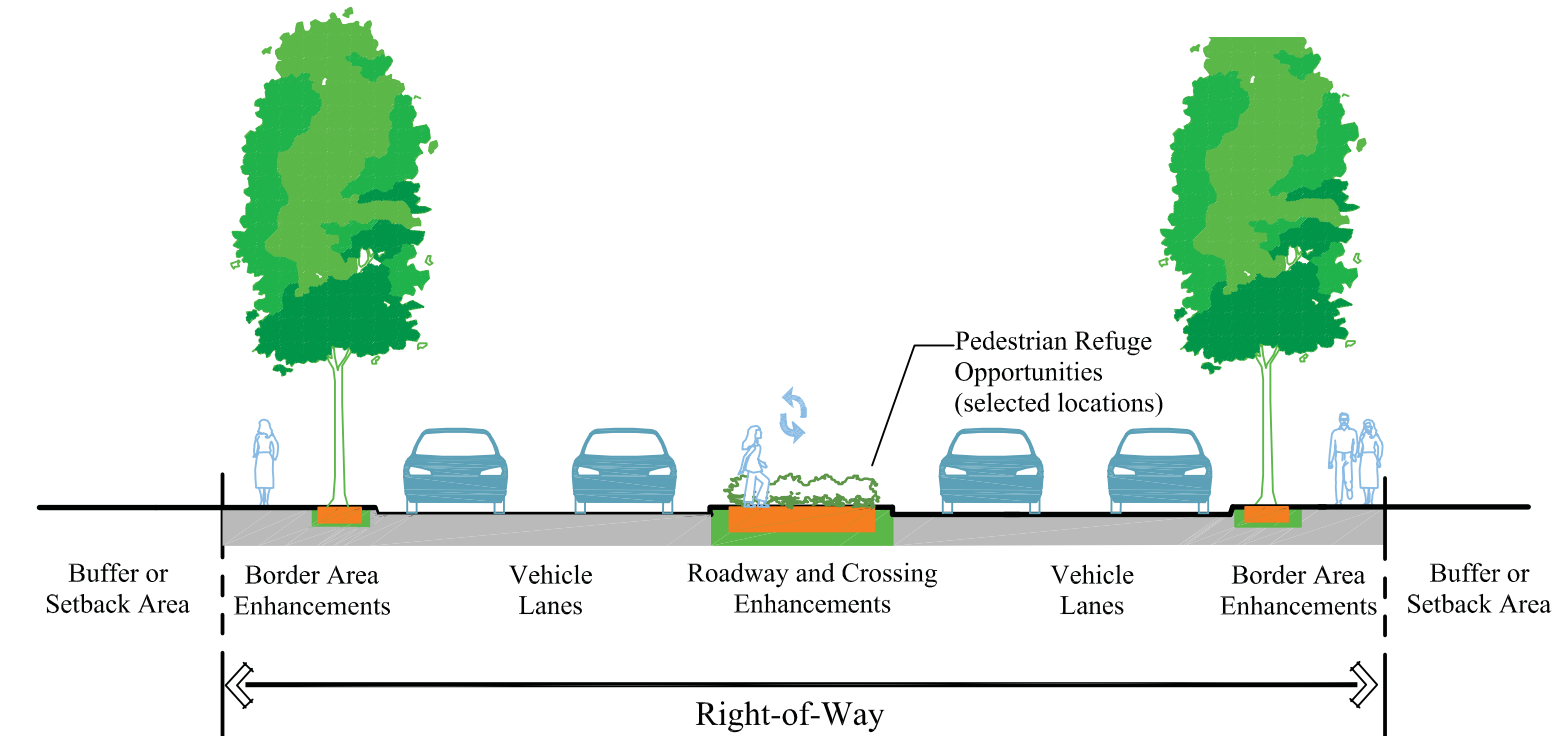 Pedestrian Refuge
Opportunities
(selected locations)
Buffer or
Setback Area
Border Area
Enhancements
Vehicle
Lanes
Roadway and Crossing
Enhancements
Vehicle
Lanes
Border Area
Enhancements
Buffer or
Setback Area
Right-of-Way